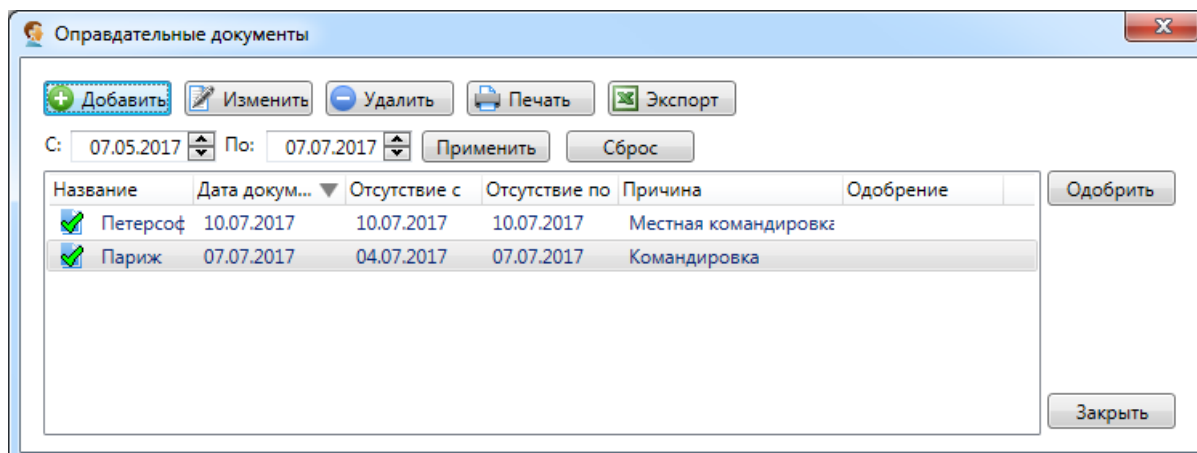 Оправдательные документы
Добавить Изменить Удалить Печать Экспорт
С: 07.05.2017 По: 07.07.2017 Применить Сброс
Название Дата докум... Отсутствие с Отсутствие по Причина Одобрение Одобрить
Петерсоф 10.07.2017 10.07.2017 10.07.2017 Местная командировка
Париж 07.07.2017 04.07.2017 07.07.2017 Командировка
Закрыть